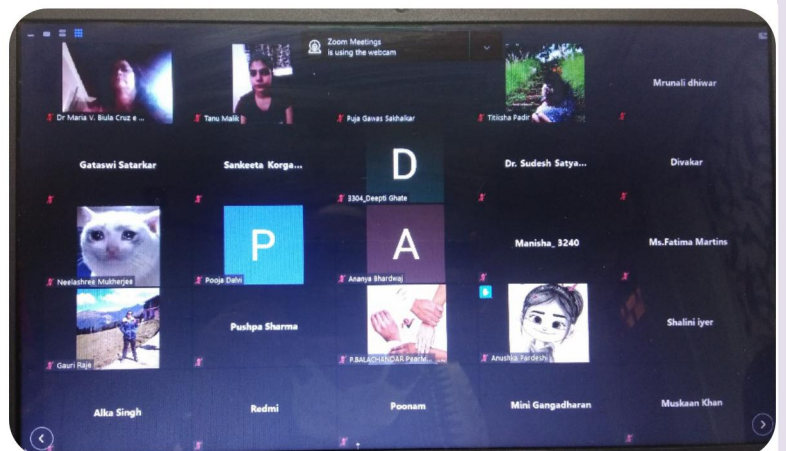 Zoom Meetings
is using the webcam
Dr Maria V. Biula Cruz e ...
Tanu Malik
Puja Gawas Sakhalkar
Titiksha Padir
Mrunali dhiwar
Gataswi Satarkar
Sankeeta Korga...
D
3304_Deepti Ghate
Dr. Sudesh Satya...
Divakar
Neelashree Mukherjee
P
Pooja Dalvi
A
Ananya Bhardwaj
Manisha_ 3240
Ms.Fatima Martins
Gauri Raje
Pushpa Sharma
P.BALACHANDAR
Anushka Pardeshi
Shalini iyer
Alka Singh
Redmi
Poonam
Mini Gangadharan
Muskaan Khan